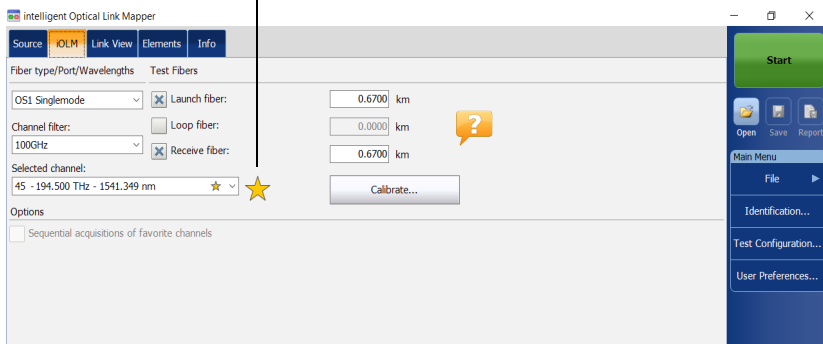 intelligent Optical Link Mapper
Source iOLM Link View Elements Info
Fiber type/Port/Wavelengths Test Fibers
OS1 Singlemode Launch fiber: 0.6700 km
Channel filter: Loop fiber: 0.0000 km
100GHz Receive fiber: 0.6700 km
Selected channel:
45 - 194.500 THz - 1541.349 nm Calibrate...
Options
Sequential acquisitions of favorite channels
Start
Open Save Report
Main Menu
File
Identification...
Test Configuration...
User Preferences...